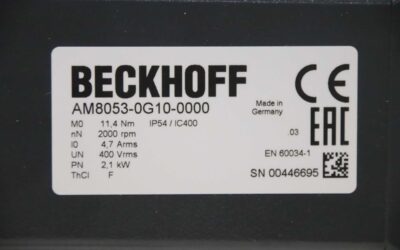 BECKHOFF
CE
AM8053-0G10-0000
Made in
Germany
M0 11,4 Nm IP54 / IC400
nN 2000 rpm
I0 4,7 Arms
UN 400 Vrms
PN 2,1 kW
ThCl F
.03
EAC
EN 60034-1
SN 00446695